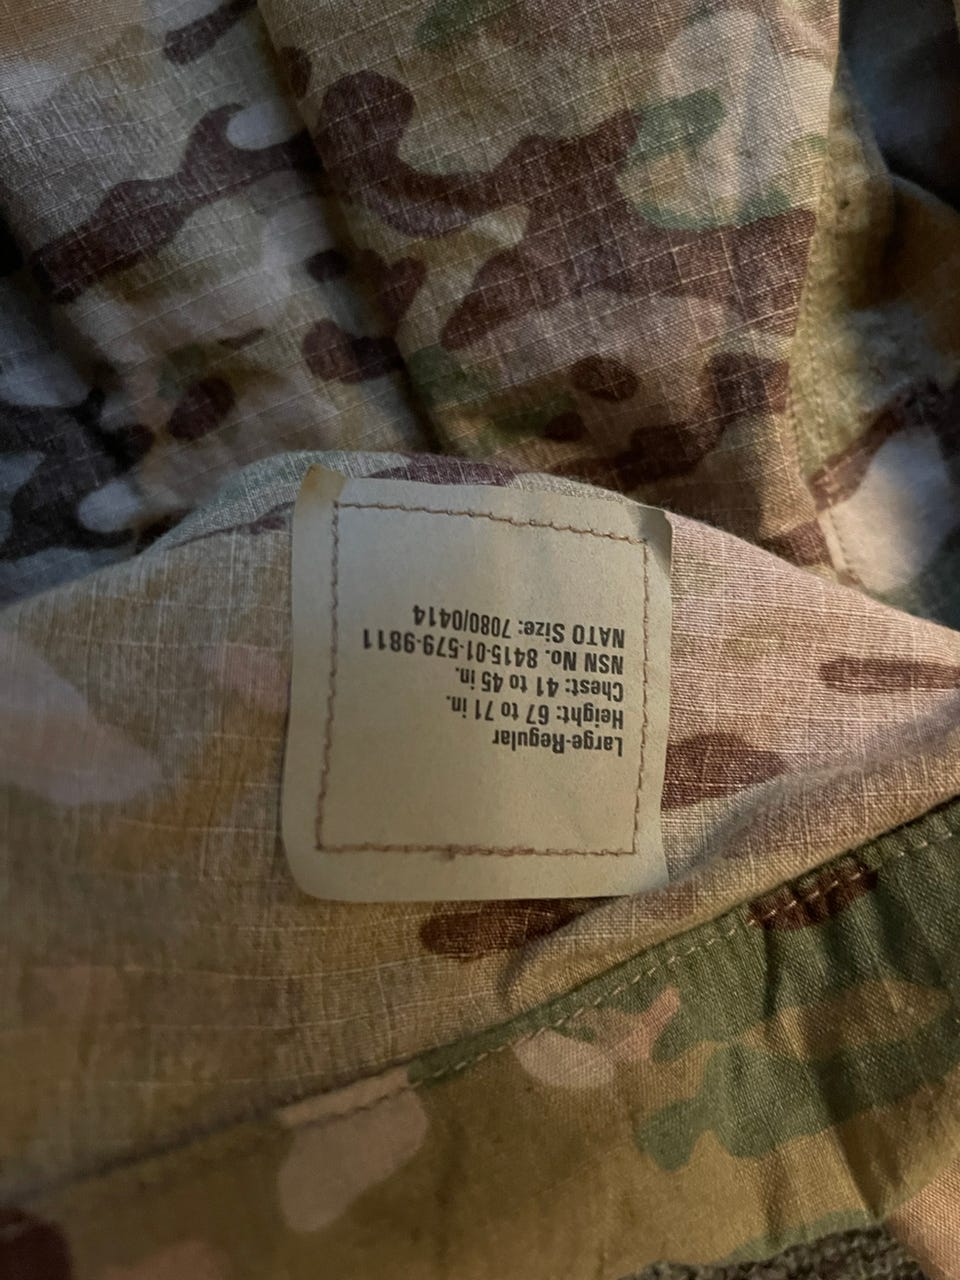 Large-Regular
Height: 67 to 71 in.
Chest: 41 to 45 in.
NSN No. 8415-01-579-9811
NATO Size: 7080/0414